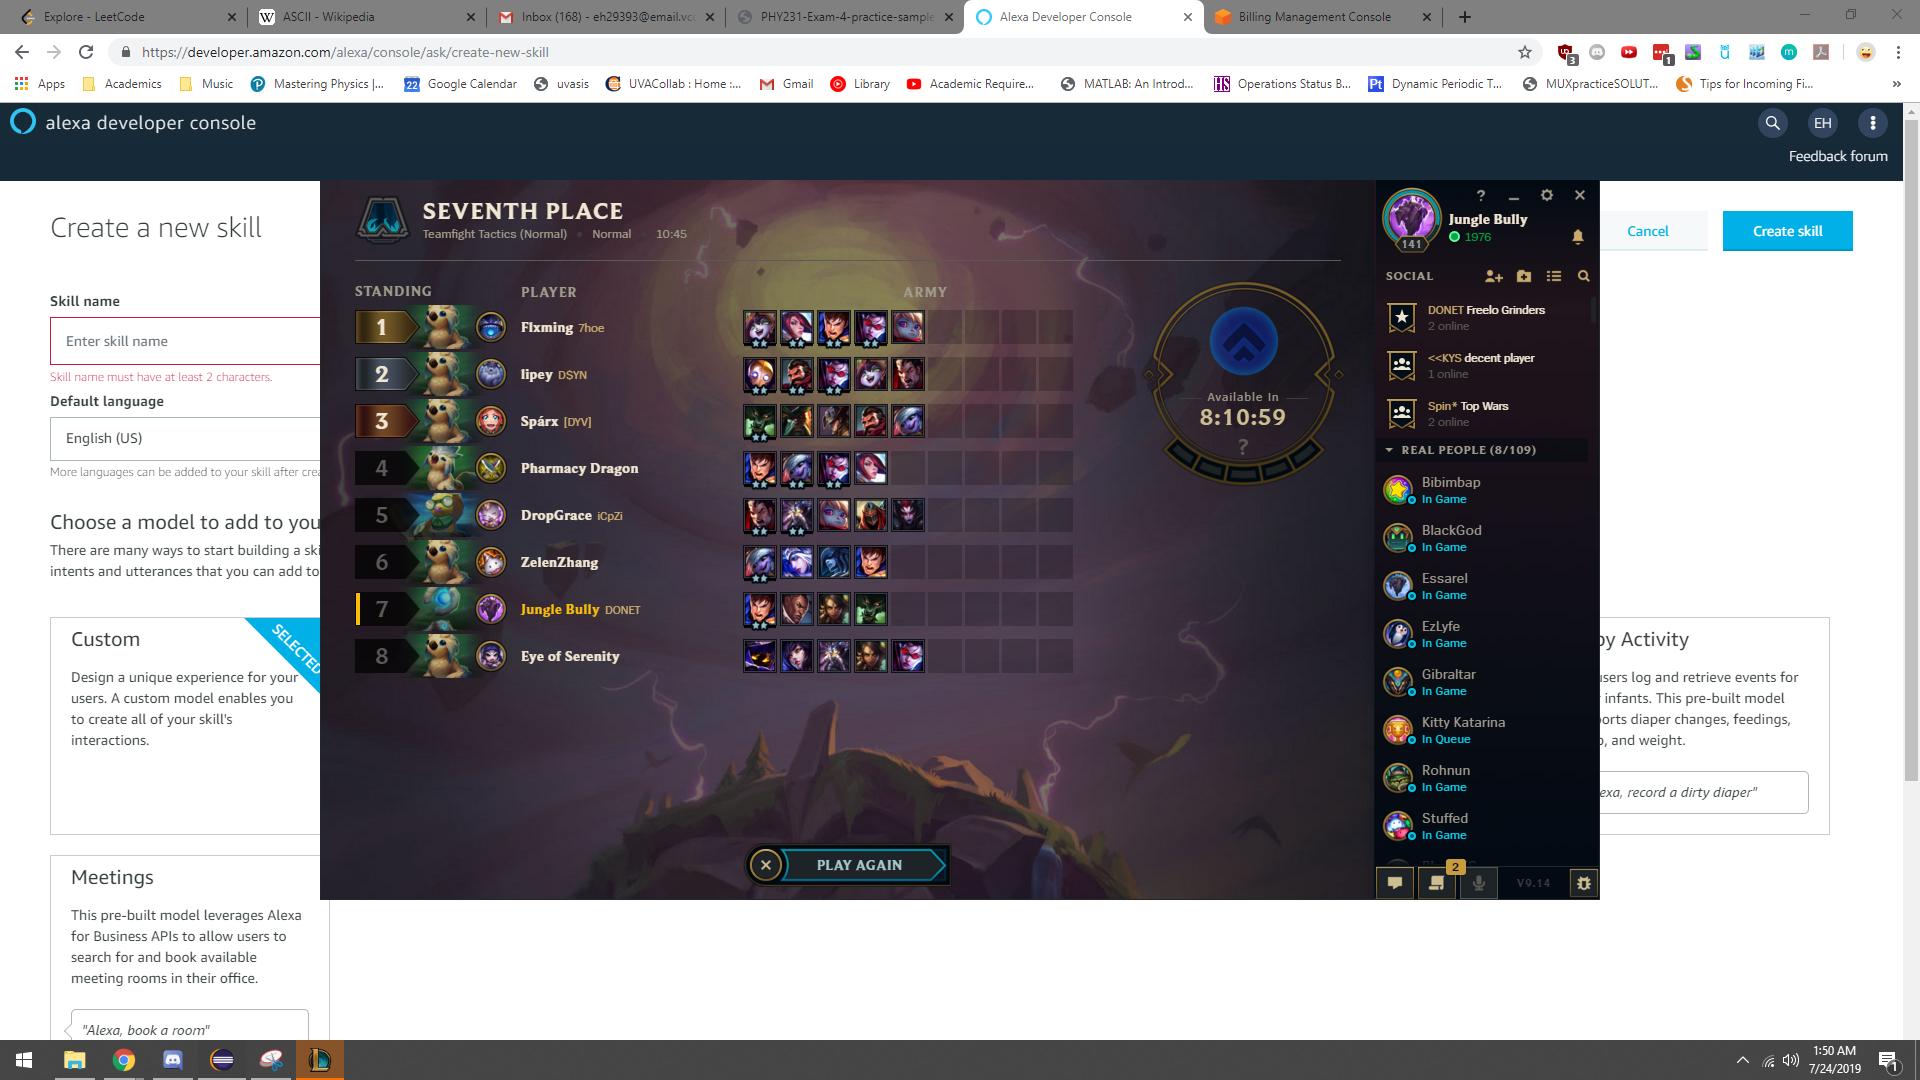 Explore - LeetCode
ASCII - Wikipedia
Inbox (168) - eh29393@email.vcc
PHY231-Exam-4-practice-sample
Alexa Developer Console
Billing Management Console
https://developer.amazon.com/alexa/console/ask/create-new-skill
3
1
Apps
Academics
Music
Mastering Physics |...
22
Google Calendar
uvasis
UVACollab : Home :...
Gmail
Library
Academic Require...
MATLAB: An Introd...
HS
Operations Status B...
Pt
Dynamic Periodic T...
MUXpracticeSOLUT...
Tips for Incoming Fi...
»
alexa developer console
EH
Feedback forum
Create a new skill
Cancel
Create skill
Skill name
Enter skill name
Skill name must have at least 2 characters.
Default language
English (US)
More languages can be added to your skill after crea
Choose a model to add to you
There are many ways to start building a ski
intents and utterances that you can add to
Custom
SELECTED
Design a unique experience for your
users. A custom model enables you
to create all of your skill's
interactions.
Meetings
This pre-built model leverages Alexa
for Business APIs to allow users to
search for and book available
meeting rooms in their office.
"Alexa, book a room"
SEVENTH PLACE
Teamfight Tactics (Normal) • Normal • 10:45
STANDING PLAYER ARMY
1 Flxming 7hoe
2 lipey D$YN
3 Spárx [DYV]
4 Pharmacy Dragon
5 DropGrace iCpZi
6 ZelenZhang
7 Jungle Bully DONET
8 Eye of Serenity
Available In
8:10:59
?
PLAY AGAIN
?
Jungle Bully
1976
141
SOCIAL
DONET Freelo Grinders
2 online
<<KYS decent player
1 online
Spin* Top Wars
2 online
REAL PEOPLE (8/109)
Bibimbap
In Game
BlackGod
In Game
Essarel
In Game
EzLyfe
In Game
Gibraltar
In Game
Kitty Katarina
In Queue
Rohnun
In Game
Stuffed
In Game
2
V9.14
by Activity
users log and retrieve events for
infants. This pre-built model
ports diaper changes, feedings,
, and weight.
exa, record a dirty diaper"
1:50 AM
7/24/2019
1